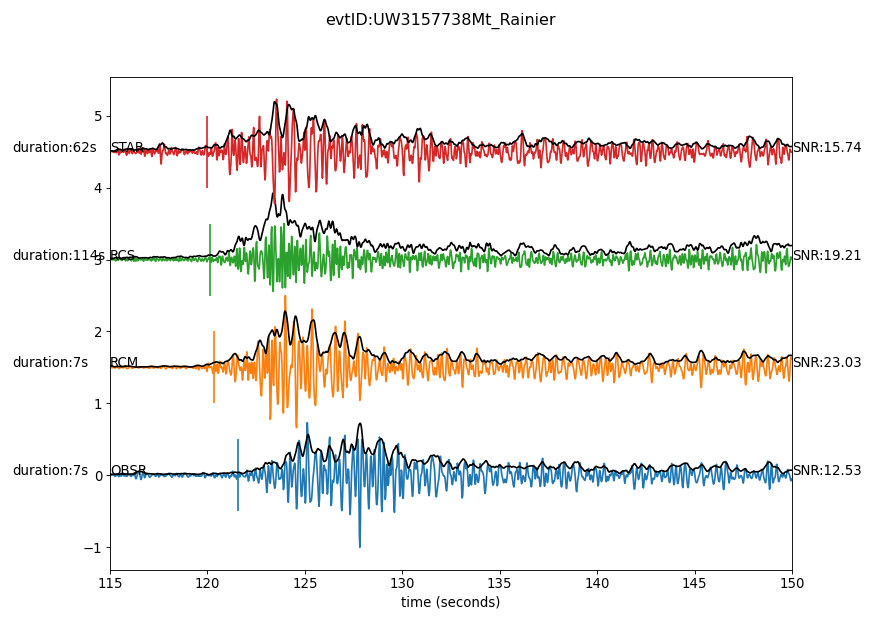 evtID:UW3157738Mt_Rainier
5
duration:62s STAR SNR:15.74
4
duration:114s RCS SNR:19.21
3
2
duration:7s RCM SNR:23.03
1
duration:7s OBSR SNR:12.53
0
−1
115 120 125 130 135 140 145 150
time (seconds)